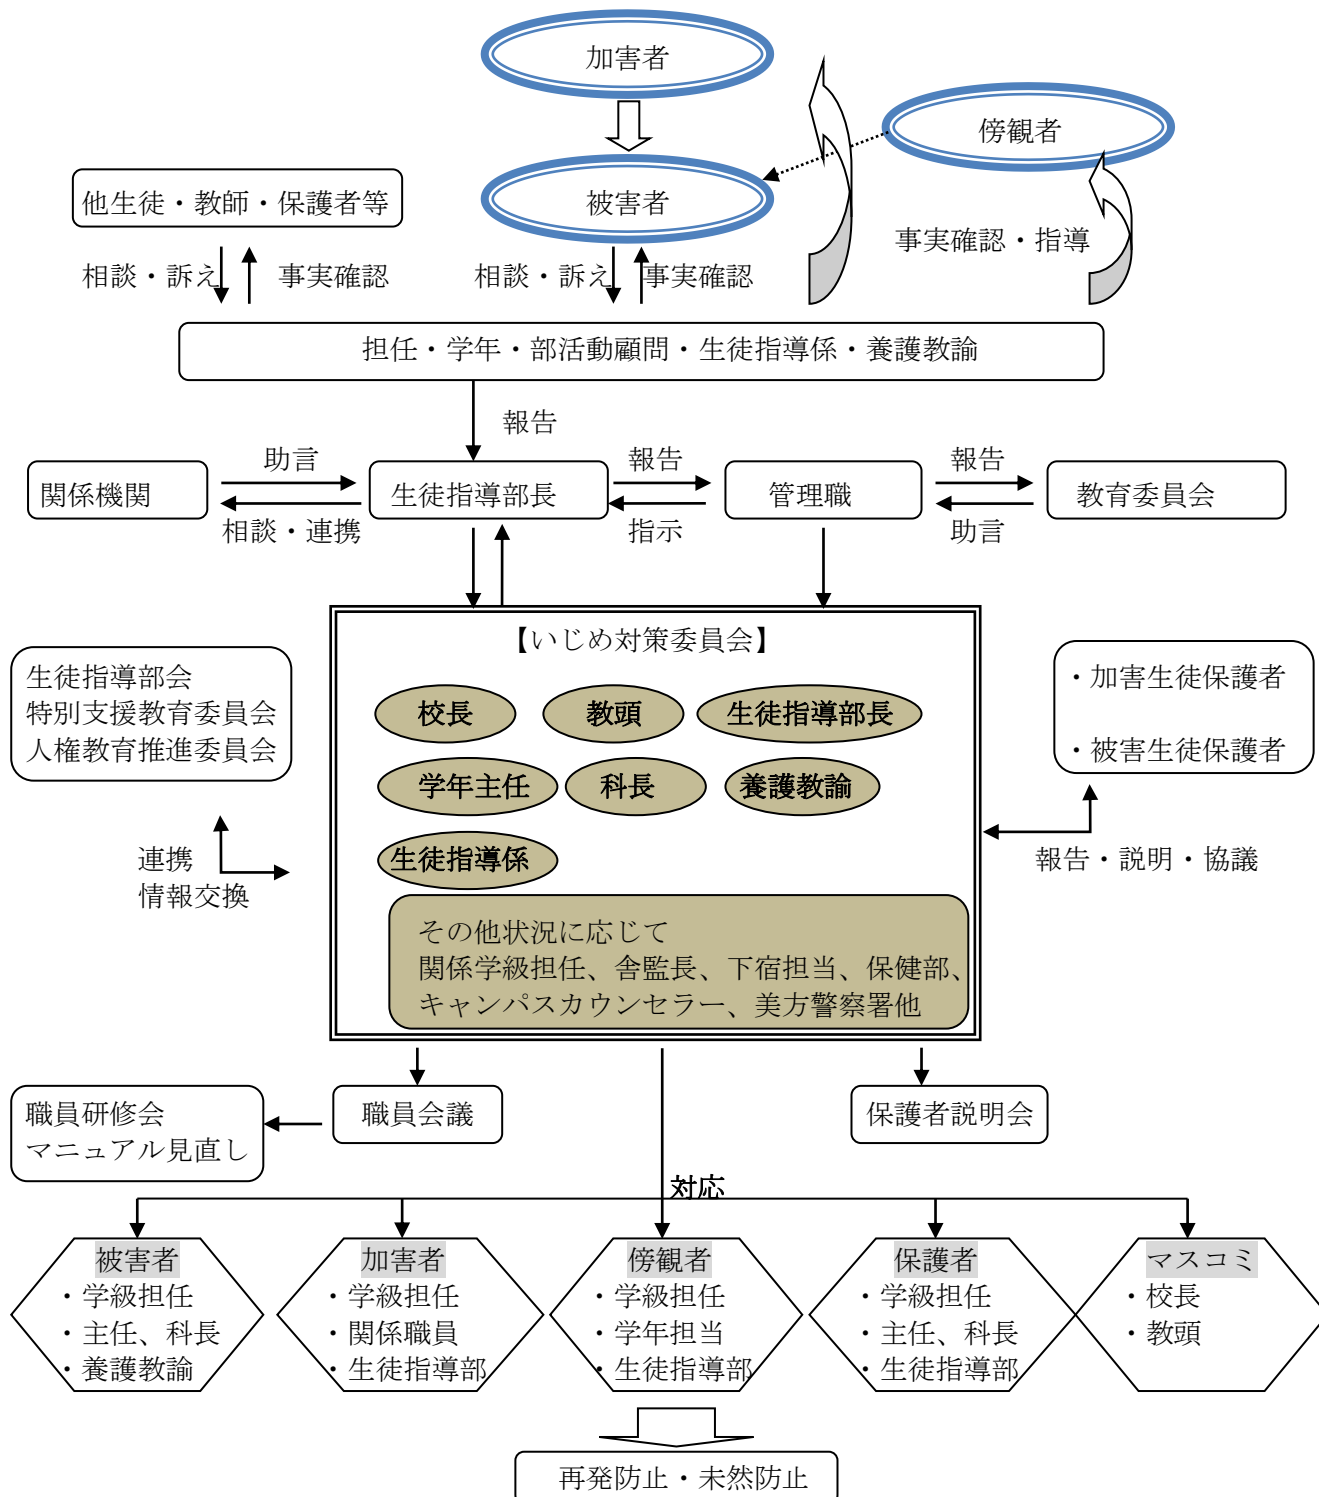 加害者
傍観者
被害者
他生徒・教師・保護者等
事実確認・指導
相談・訴え
事実確認
相談・訴え
事実確認
担任・学年・部活動顧問・生徒指導係・養護教諭
報告
助言
報告
報告
関係機関
生徒指導部長
管理職
教育委員会
相談・連携
指示
助言
【いじめ対策委員会】
生徒指導部会
特別支援教育委員会
人権教育推進委員会
・加害生徒保護者
・被害生徒保護者
校長
教頭
生徒指導部長
学年主任
科長
養護教諭
生徒指導係
連携
情報交換
報告・説明・協議
その他状況に応じて
関係学級担任、舎監長、下宿担当、保健部、
キャンパスカウンセラー、美方警察署他
職員研修会
マニュアル見直し
職員会議
保護者説明会
対応
被害者
・学級担任
・主任、科長
・養護教諭
加害者
・学級担任
・関係職員
・生徒指導部
傍観者
・学級担任
・学年担当
・生徒指導部
保護者
・学級担任
・主任、科長
・生徒指導部
マスコミ
・校長
・教頭
再発防止・未然防止